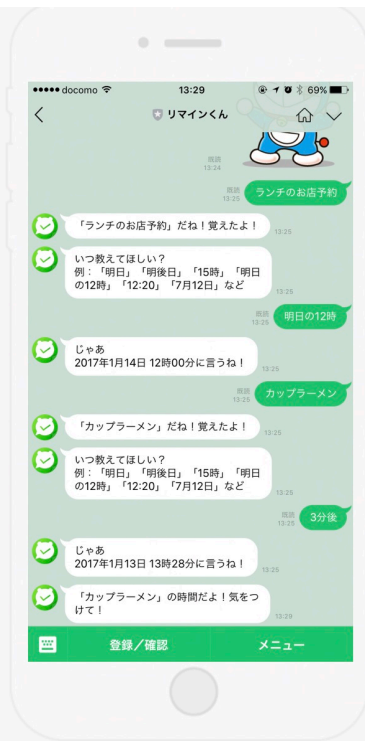 docomo 13:29 69%
リマインくん
既読
13:24
既読
13:25
ランチのお店予約
「ランチのお店予約」だね！覚えたよ！
13:25
いつ教えてほしい？
例：「明日」「明後日」「15時」「明日
の12時」「12:20」「7月12日」など
13:25
既読
13:25
明日の12時
じゃあ
2017年1月14日 12時00分に言うね！
13:25
既読
13:25
カップラーメン
「カップラーメン」だね！覚えたよ！
13:25
いつ教えてほしい？
例：「明日」「明後日」「15時」「明日
の12時」「12:20」「7月12日」など
13:25
既読
13:25
3分後
じゃあ
2017年1月13日 13時28分に言うね！
13:25
「カップラーメン」の時間だよ！気をつ
けて！
13:29
登録／確認 メニュー